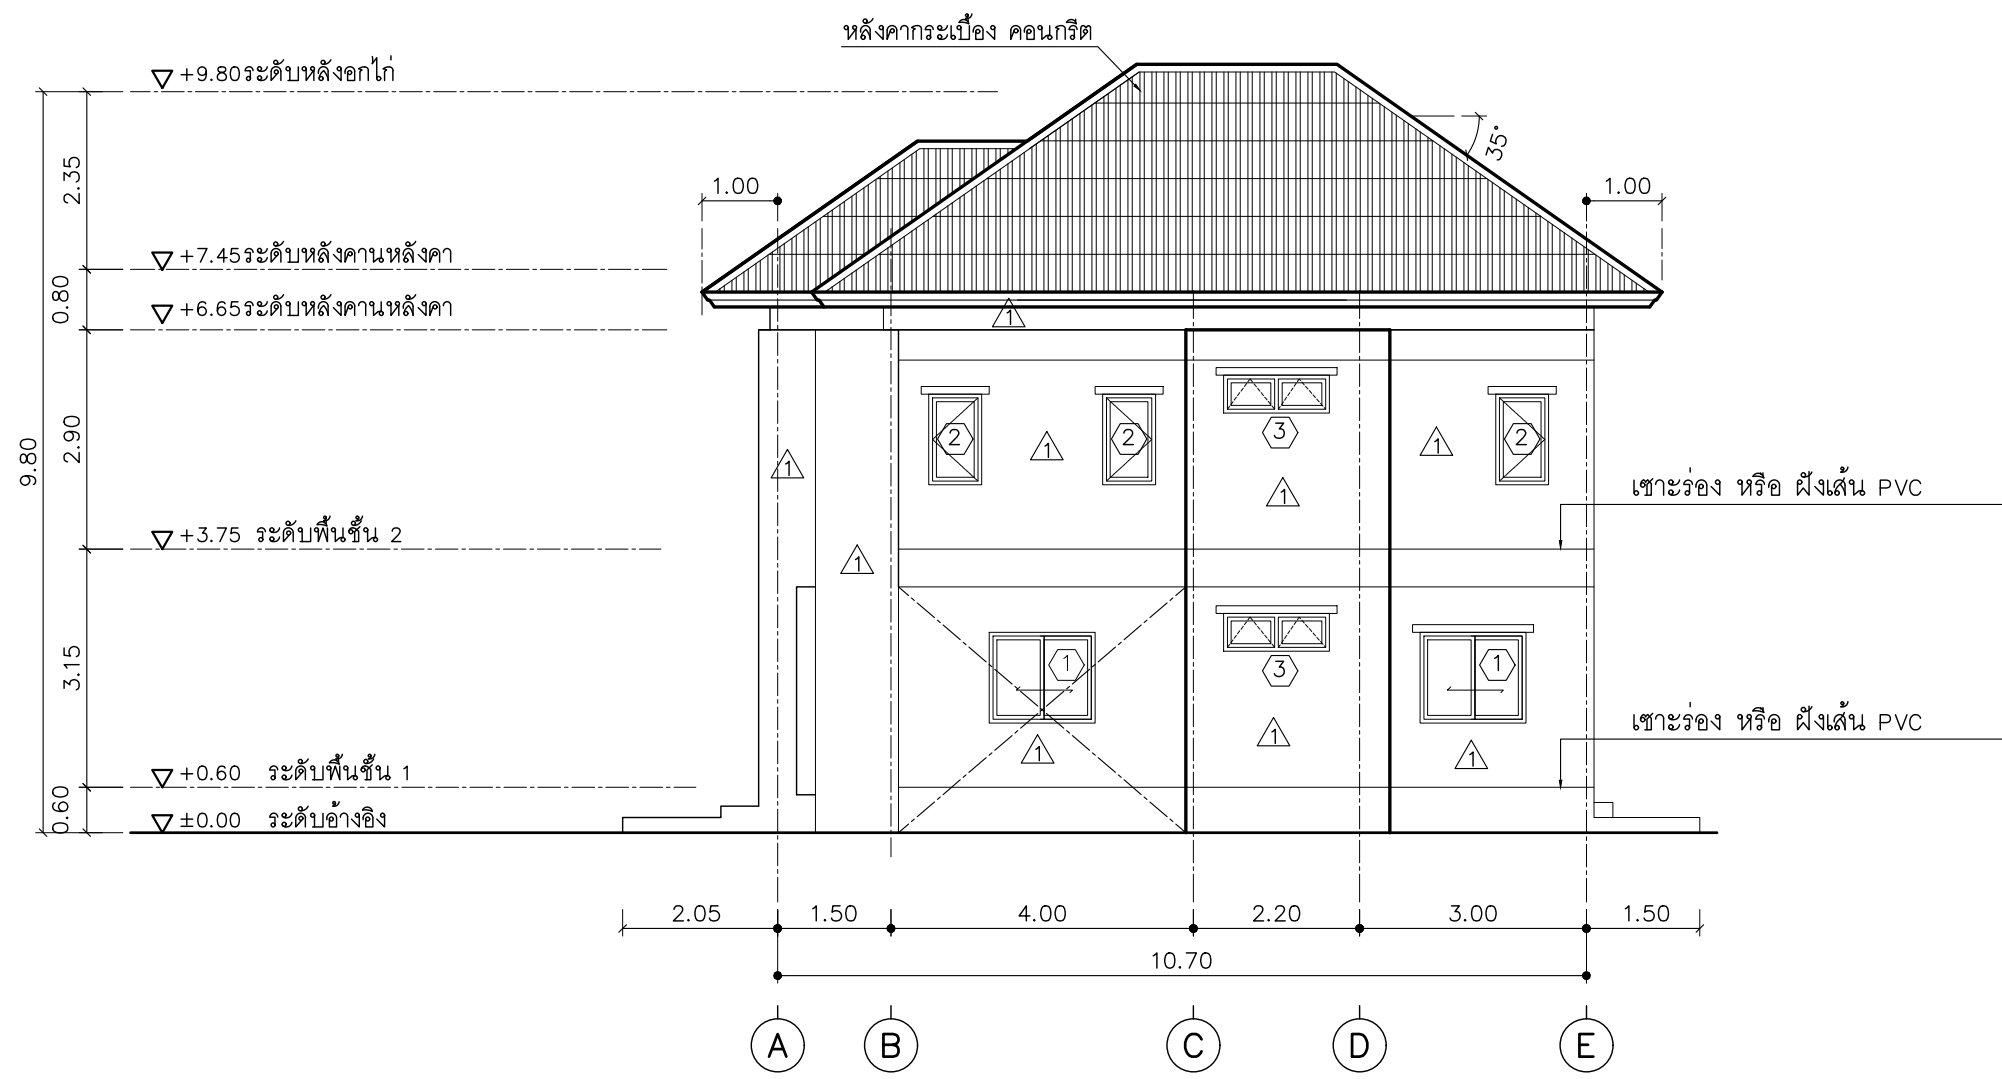 หลังคากระเบื้อง คอนกรีต
+9.80ระดับหลังอกไก่
35°
2.35
1.00
1.00
+7.45ระดับหลังคานหลังคา
0.80
+6.65ระดับหลังคานหลังคา
1
2.90
9.80
2
1
2
3
1
2
1
1
เซาะร่อง หรือ ฝังเส้น PVC
+3.75 ระดับพื้นชั้น 2
1
3.15
1
3
1
1
1
1
เซาะร่อง หรือ ฝังเส้น PVC
+0.60 ระดับพื้นชั้น 1
0.60
±0.00 ระดับอ้างอิง
2.05
1.50
4.00
2.20
3.00
1.50
10.70
A
B
C
D
E